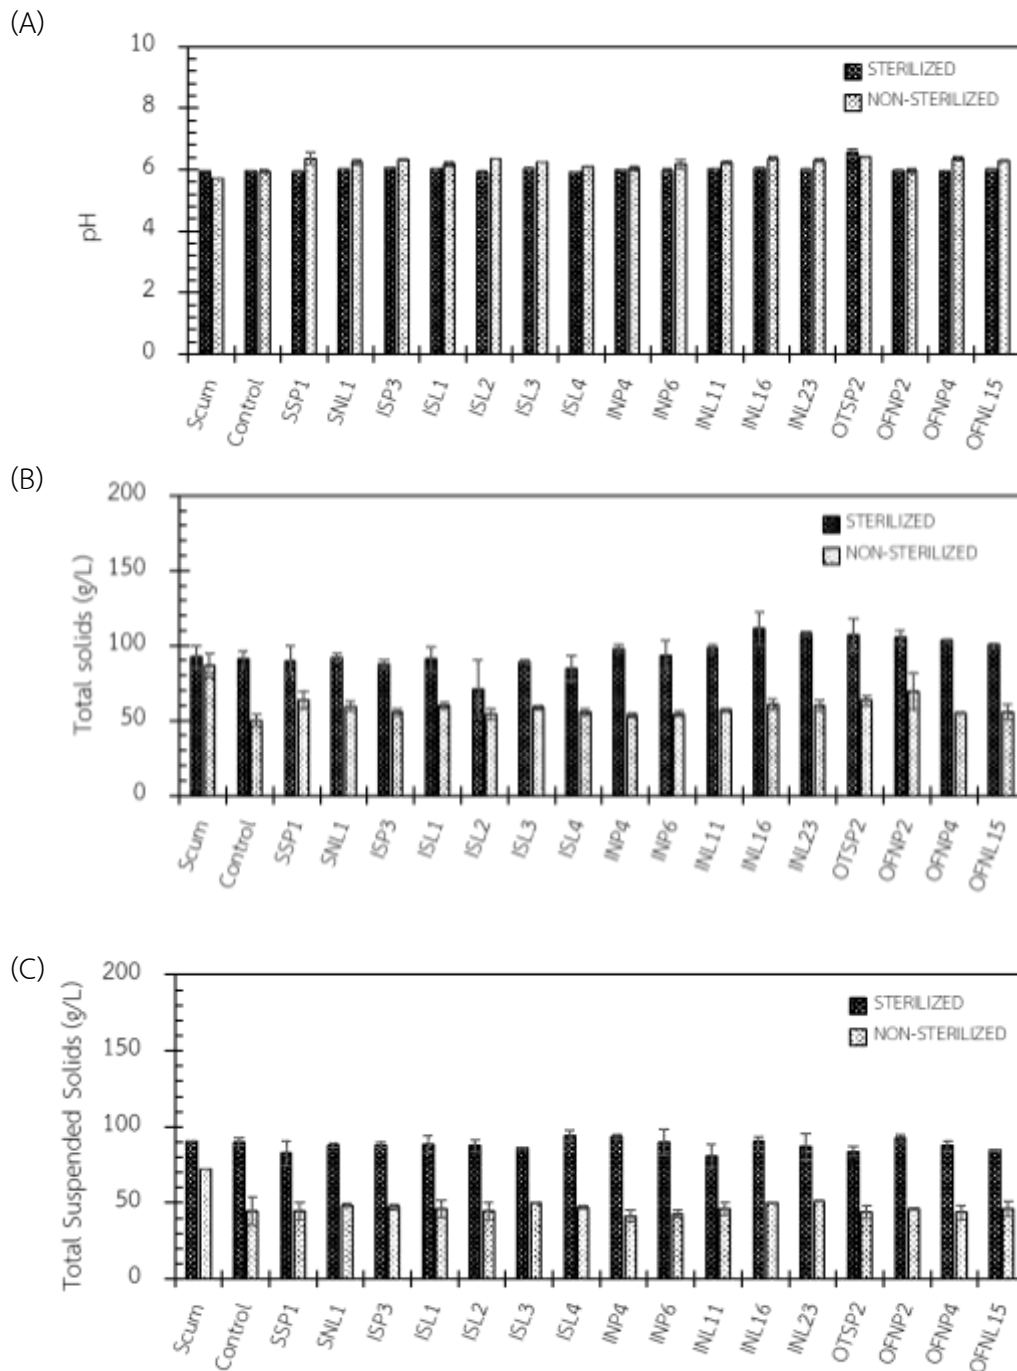 (A)
10
8
6
4
2
0
pH
STERILIZED
NON-STERILIZED
Scum Control SSP1 SNL1 ISP3 ISL1 ISL2 ISL3 ISL4 INP4 INP6 INL11 INL16 INL23 OTSP2 OFNP2 OFNP4 OFNL15
(B)
200
150
100
50
0
Total solids (g/L)
STERILIZED
NON-STERILIZED
Scum Control SSP1 SNL1 ISP3 ISL1 ISL2 ISL3 ISL4 INP4 INP6 INL11 INL16 INL23 OTSP2 OFNP2 OFNP4 OFNL15
(C)
200
150
100
50
0
Total Suspended Solids (g/L)
STERILIZED
NON-STERILIZED
Scum Control SSP1 SNL1 ISP3 ISL1 ISL2 ISL3 ISL4 INP4 INP6 INL11 INL16 INL23 OTSP2 OFNP2 OFNP4 OFNL15